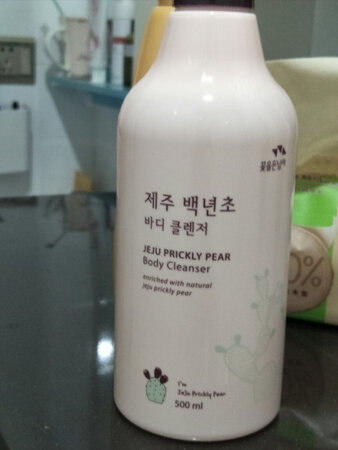 꽃을든남자
제주 백년초
바디 클렌저
JEJU PRICKLY PEAR
Body Cleanser
enriched with natural
jeju prickly pear
I'm
JeJu Prickly Pear
500 ml
0%